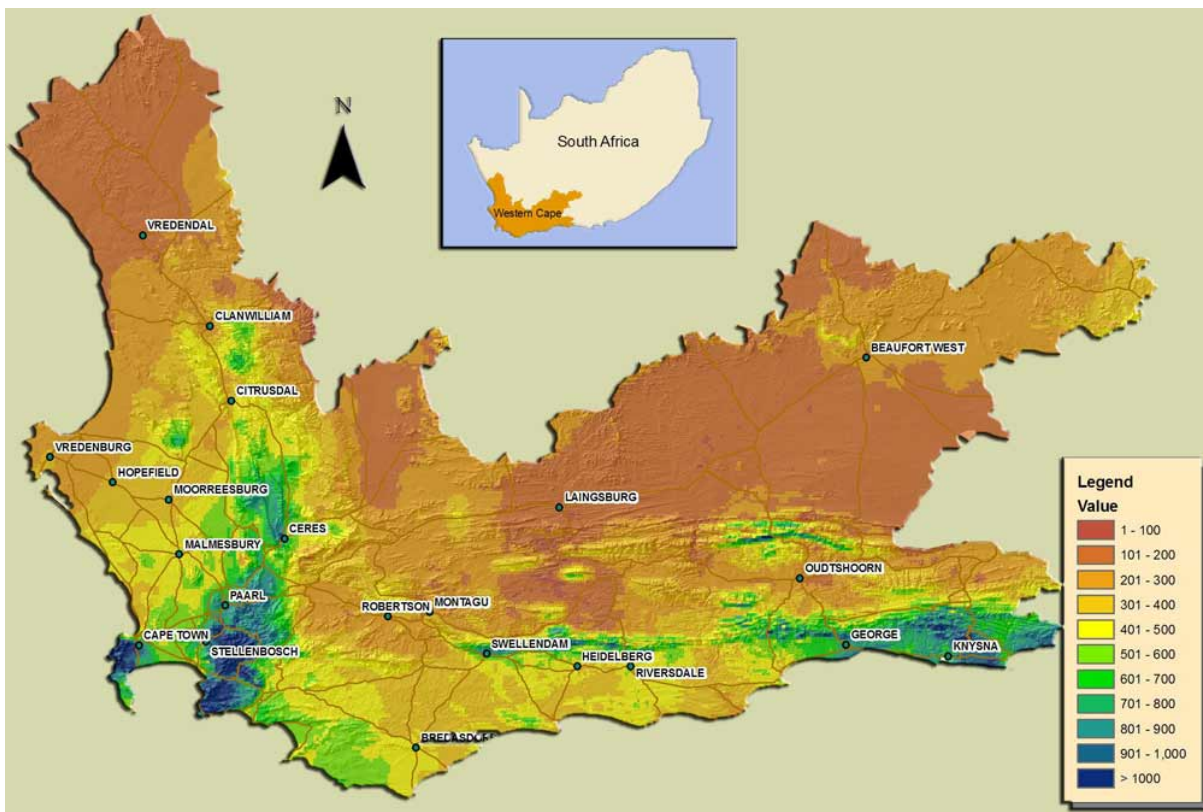 N
South Africa
Western Cape
VREDENDAL
CLANWILLIAM
BEAUFORT WEST
CITRUSDAL
VREDENBURG
HOPEFIELD
MOORREESBURG
LAINGSBURG
CERES
MALMESBURY
OUDTSHOORN
PAARL
ROBERTSON
MONTAGU
CAPE TOWN
STELLENBOSCH
SWELLENDAM
GEORGE
KNYSNA
HEIDELBERG
RIVERSDALE
Legend
Value
1 - 100
101 - 200
201 - 300
301 - 400
401 - 500
501 - 600
601 - 700
701 - 800
801 - 900
901 - 1,000
> 1000